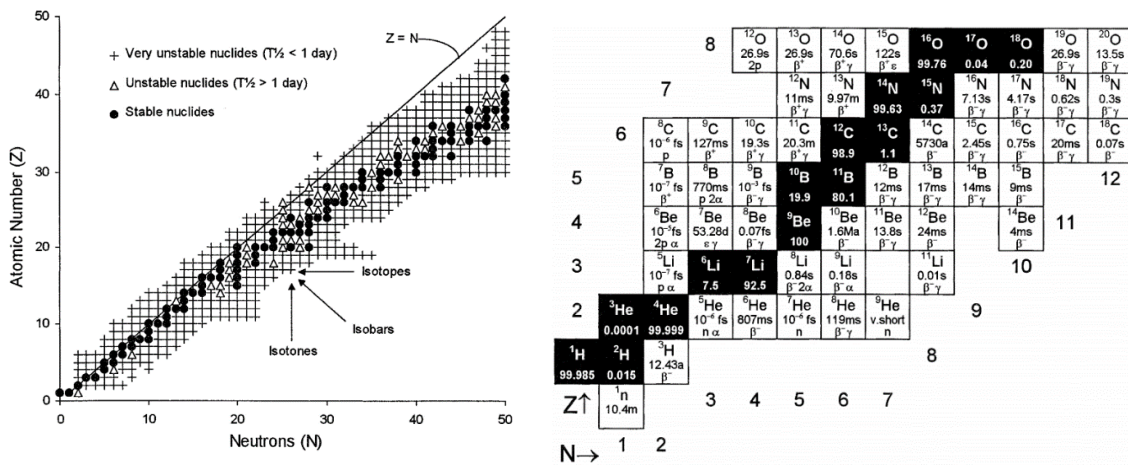 Atomic Number (Z)
50
40
30
20
10
0
+ Very unstable nuclides (T½ < 1 day)
△ Unstable nuclides (T½ > 1 day)
● Stable nuclides
Z = N
Isotopes
Isobars
Isotones
0 10 20 30 40 50
Neutrons (N)
8
¹²O ¹³O ¹⁴O ¹⁵O ¹⁶O ¹⁷O ¹⁸O ¹⁹O ²⁰O
26.9s 26.9s 70.6s 122s 99.76 0.04 0.20 26.9s 13.5s
2p β⁺ β⁺γ β⁺ε β⁻γ β⁻γ
7
¹²N ¹³N ¹⁴N ¹⁵N ¹⁶N ¹⁷N ¹⁸N ¹⁹N
11ms 9.97m 99.63 0.37 7.13s 4.17s 0.62s 0.3s
β⁺γ β⁺ β⁻γ β⁻γ β⁻γ β⁻γ
6
⁸C ⁹C ¹⁰C ¹¹C ¹²C ¹³C ¹⁴C ¹⁵C ¹⁶C ¹⁷C ¹⁸C
10⁻⁶ fs 127ms 19.3s 20.3m 98.9 1.1 5730a 2.45s 0.75s 20ms 0.07s
p β⁺ β⁺γ β⁺γ β⁻ β⁻γ β⁻γ β⁻γ β⁻
5
⁷B ⁸B ⁹B ¹⁰B ¹¹B ¹²B ¹³B ¹⁴B ¹⁵B
10⁻⁷ fs 770ms 10⁻³ fs 19.9 80.1 12ms 17ms 14ms 9ms
β⁺ p 2α β⁻γ β⁻γ β⁻γ β⁻γ β⁻
12
4
⁶Be ⁷Be ⁸Be ⁹Be ¹⁰Be ¹¹Be ¹²Be ¹⁴Be
10⁻⁵fs 53.28d 0.07fs 100 1.6Ma 13.8s 24ms 4ms
2p α ε γ β⁻γ β⁻ β⁻γ β⁻ β⁻
11
3
⁵Li ⁶Li ⁷Li ⁸Li ⁹Li ¹¹Li
10⁻⁷ fs 7.5 92.5 0.84s 0.18s 0.01s
p α β⁻2α β⁻α β⁻γ
10
2
³He ⁴He ⁵He ⁶He ⁷He ⁸He ⁹He
0.0001 99.999 10⁻⁶ fs 807ms 10⁻⁶ fs 119ms v.short
n α β⁻ n β⁻γ n
9
¹H ²H ³H
99.985 0.015 12.43a
β⁻
8
Z↑
¹n
10.4m
3 4 5 6 7
N→ 1 2